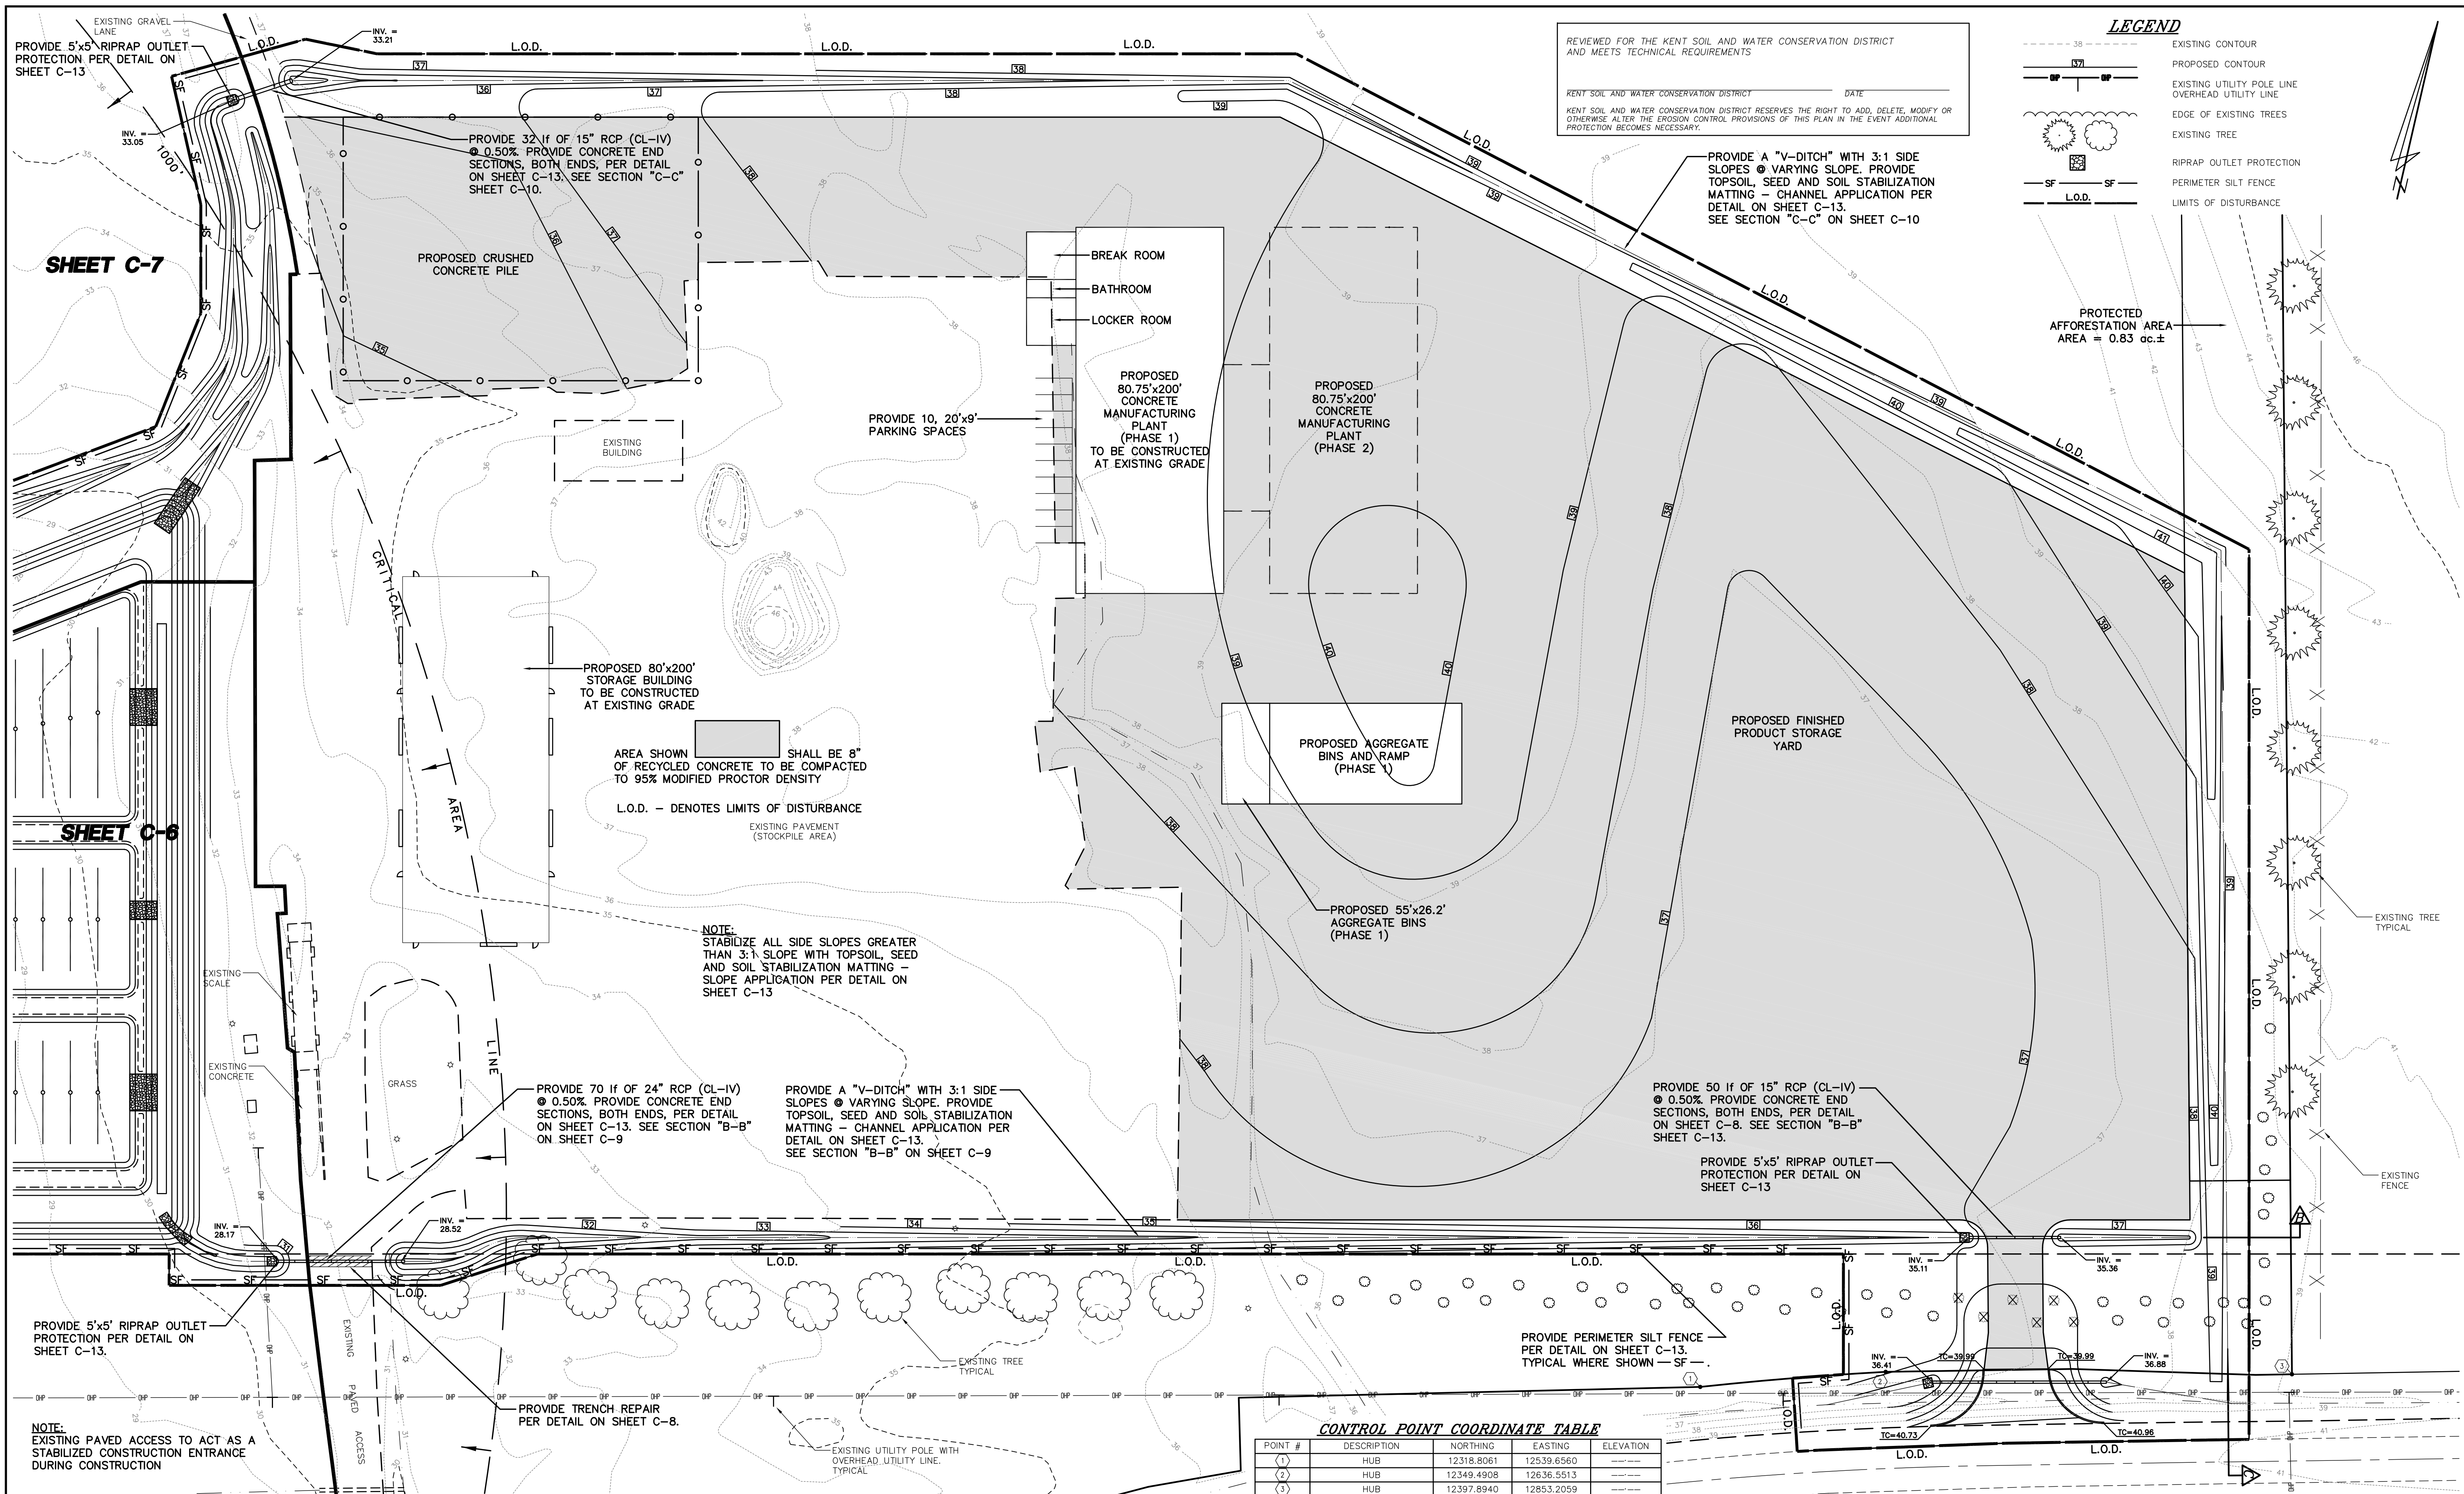 EXISTING GRAVEL
LANE
PROVIDE 5'x5' RIPRAP OUTLET
PROTECTION PER DETAIL ON
SHEET C-13
INV. =
33.21
INV. =
33.05
1000'
L.O.D.
L.O.D.
L.O.D.
L.O.D.
REVIEWED FOR THE KENT SOIL AND WATER CONSERVATION DISTRICT
AND MEETS TECHNICAL REQUIREMENTS
KENT SOIL AND WATER CONSERVATION DISTRICT
DATE
KENT SOIL AND WATER CONSERVATION DISTRICT RESERVES THE RIGHT TO ADD, DELETE, MODIFY OR
OTHERWISE ALTER THE EROSION CONTROL PROVISIONS OF THIS PLAN IN THE EVENT ADDITIONAL
PROTECTION BECOMES NECESSARY.
LEGEND
38
EXISTING CONTOUR
37
PROPOSED CONTOUR
OHP OHP
EXISTING UTILITY POLE LINE
OVERHEAD UTILITY LINE
EDGE OF EXISTING TREES
EXISTING TREE
RIPRAP OUTLET PROTECTION
SF SF
PERIMETER SILT FENCE
L.O.D.
LIMITS OF DISTURBANCE
N
PROVIDE 32 lf OF 15" RCP (CL-IV)
@ 0.50%. PROVIDE CONCRETE END
SECTIONS, BOTH ENDS, PER DETAIL
ON SHEET C-13. SEE SECTION "C-C"
SHEET C-10.
PROVIDE A "V-DITCH" WITH 3:1 SIDE
SLOPES @ VARYING SLOPE. PROVIDE
TOPSOIL, SEED AND SOIL STABILIZATION
MATTING - CHANNEL APPLICATION PER
DETAIL ON SHEET C-13.
SEE SECTION "C-C" ON SHEET C-10
SHEET C-7
PROPOSED CRUSHED
CONCRETE PILE
BREAK ROOM
BATHROOM
LOCKER ROOM
PROTECTED
AFFORESTATION AREA
AREA = 0.83 ac.±
PROPOSED
80.75'x200'
CONCRETE
MANUFACTURING
PLANT
(PHASE 1)
TO BE CONSTRUCTED
AT EXISTING GRADE
PROPOSED
80.75'x200'
CONCRETE
MANUFACTURING
PLANT
(PHASE 2)
PROVIDE 10, 20'x9'
PARKING SPACES
EXISTING
BUILDING
CRITICAL
AREA
LINE
PROPOSED 80'x200'
STORAGE BUILDING
TO BE CONSTRUCTED
AT EXISTING GRADE
AREA SHOWN SHALL BE 8"
OF RECYCLED CONCRETE TO BE COMPACTED
TO 95% MODIFIED PROCTOR DENSITY
L.O.D. - DENOTES LIMITS OF DISTURBANCE
EXISTING PAVEMENT
(STOCKPILE AREA)
PROPOSED AGGREGATE
BINS AND RAMP
(PHASE 1)
PROPOSED FINISHED
PRODUCT STORAGE
YARD
SHEET C-6
PROPOSED 55'x26.2'
AGGREGATE BINS
(PHASE 1)
EXISTING TREE
TYPICAL
NOTE:
STABILIZE ALL SIDE SLOPES GREATER
THAN 3:1 SLOPE WITH TOPSOIL, SEED
AND SOIL STABILIZATION MATTING -
SLOPE APPLICATION PER DETAIL ON
SHEET C-13
EXISTING
SCALE
EXISTING
CONCRETE
GRASS
PROVIDE 70 lf OF 24" RCP (CL-IV)
@ 0.50%. PROVIDE CONCRETE END
SECTIONS, BOTH ENDS, PER DETAIL
ON SHEET C-13. SEE SECTION "B-B"
ON SHEET C-9
PROVIDE A "V-DITCH" WITH 3:1 SIDE
SLOPES @ VARYING SLOPE. PROVIDE
TOPSOIL, SEED AND SOIL STABILIZATION
MATTING - CHANNEL APPLICATION PER
DETAIL ON SHEET C-13.
SEE SECTION "B-B" ON SHEET C-9
PROVIDE 50 lf OF 15" RCP (CL-IV)
@ 0.50%. PROVIDE CONCRETE END
SECTIONS, BOTH ENDS, PER DETAIL
ON SHEET C-8. SEE SECTION "B-B"
SHEET C-13.
PROVIDE 5'x5' RIPRAP OUTLET
PROTECTION PER DETAIL ON
SHEET C-13
EXISTING
FENCE
B
INV. =
28.17
INV. =
28.52
INV. =
35.11
INV. =
35.36
PROVIDE 5'x5' RIPRAP OUTLET
PROTECTION PER DETAIL ON
SHEET C-13.
EXISTING PAVED ACCESS
EXISTING TREE
TYPICAL
PROVIDE PERIMETER SILT FENCE
PER DETAIL ON SHEET C-13.
TYPICAL WHERE SHOWN — SF —.
INV. =
36.41
TC=39.99
TC=39.99
INV. =
36.88
TC=40.73
TC=40.96
L.O.D.
L.O.D.
PROVIDE TRENCH REPAIR
PER DETAIL ON SHEET C-8.
NOTE:
EXISTING PAVED ACCESS TO ACT AS A
STABILIZED CONSTRUCTION ENTRANCE
DURING CONSTRUCTION
EXISTING UTILITY POLE WITH
OVERHEAD UTILITY LINE.
TYPICAL
CONTROL POINT COORDINATE TABLE
POINT # DESCRIPTION NORTHING EASTING ELEVATION
1 HUB 12318.8061 12539.6560 --.--
2 HUB 12349.4908 12636.5513 --.--
3 HUB 12397.8940 12853.2059 --.--
C